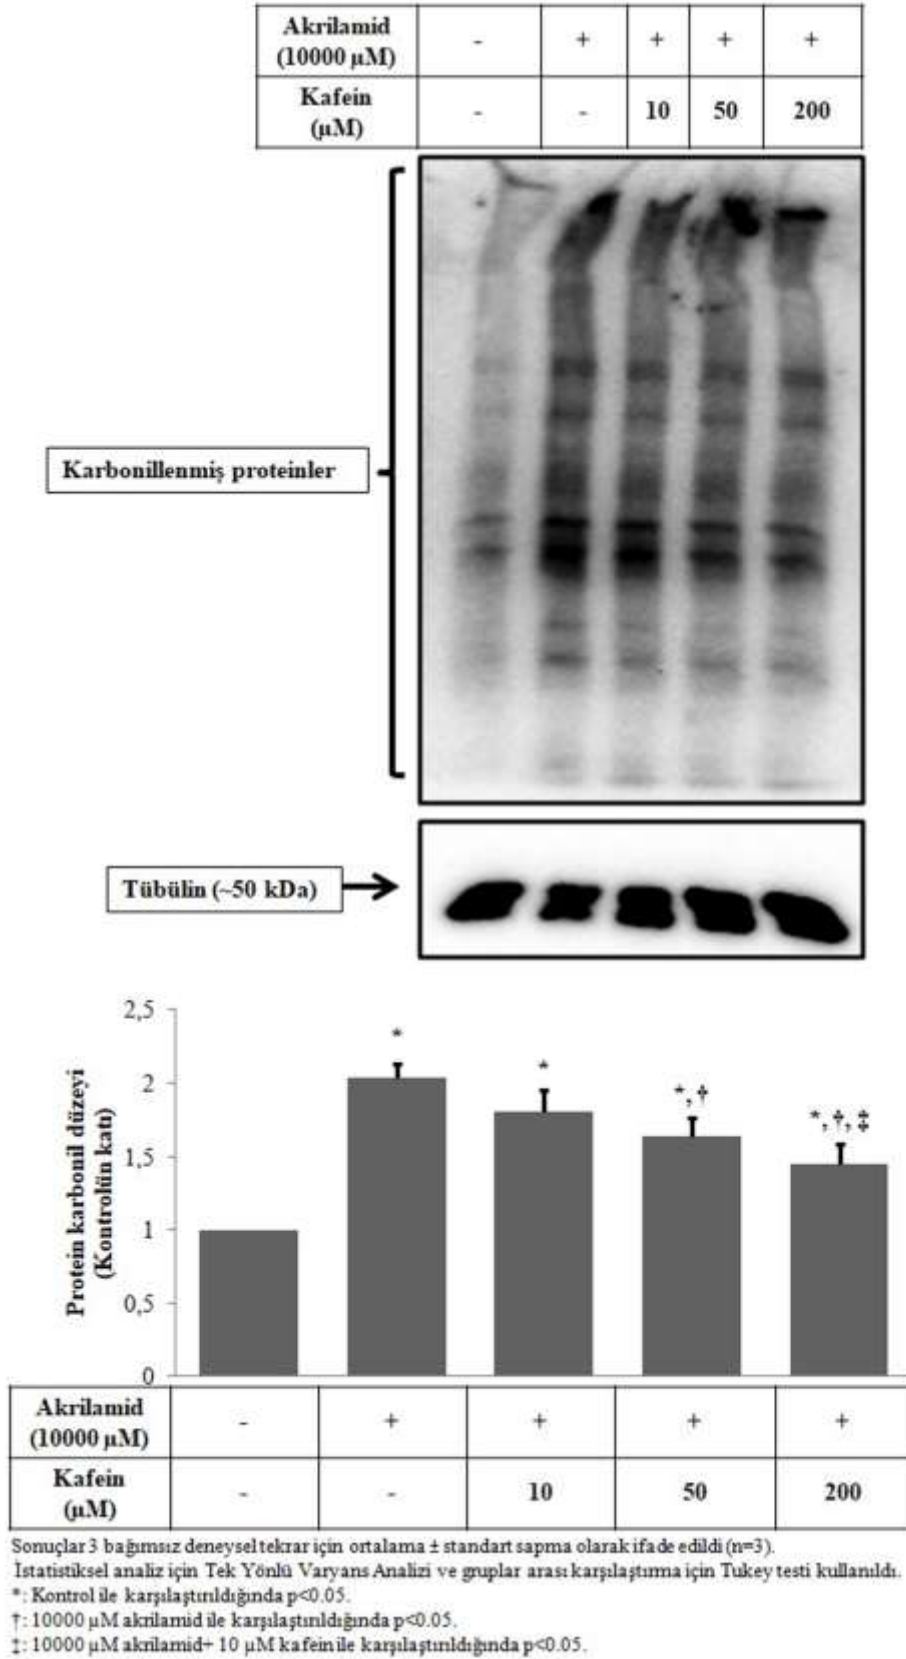 Akrilamid
(10000 µM) - + + + +
Kafein
(µM) - - 10 50 200
Karbonillenmiş proteinler
Tübülin (~50 kDa)
Protein karbonil düzeyi
(Kontrolün katı)
2,5
2
1,5
1
0,5
0
*
*
*, †
*, †, ‡
Akrilamid
(10000 µM) - + + + +
Kafein
(µM) - - 10 50 200
Sonuçlar 3 bağımsız deneysel tekrar için ortalama ± standart sapma olarak ifade edildi (n=3).
İstatistiksel analiz için Tek Yönlü Varyans Analizi ve gruplar arası karşılaştırma için Tukey testi kullanıldı.
*: Kontrol ile karşılaştırıldığında p<0.05.
†: 10000 µM akrilamid ile karşılaştırıldığında p<0.05.
‡: 10000 µM akrilamid+ 10 µM kafein ile karşılaştırıldığında p<0.05.